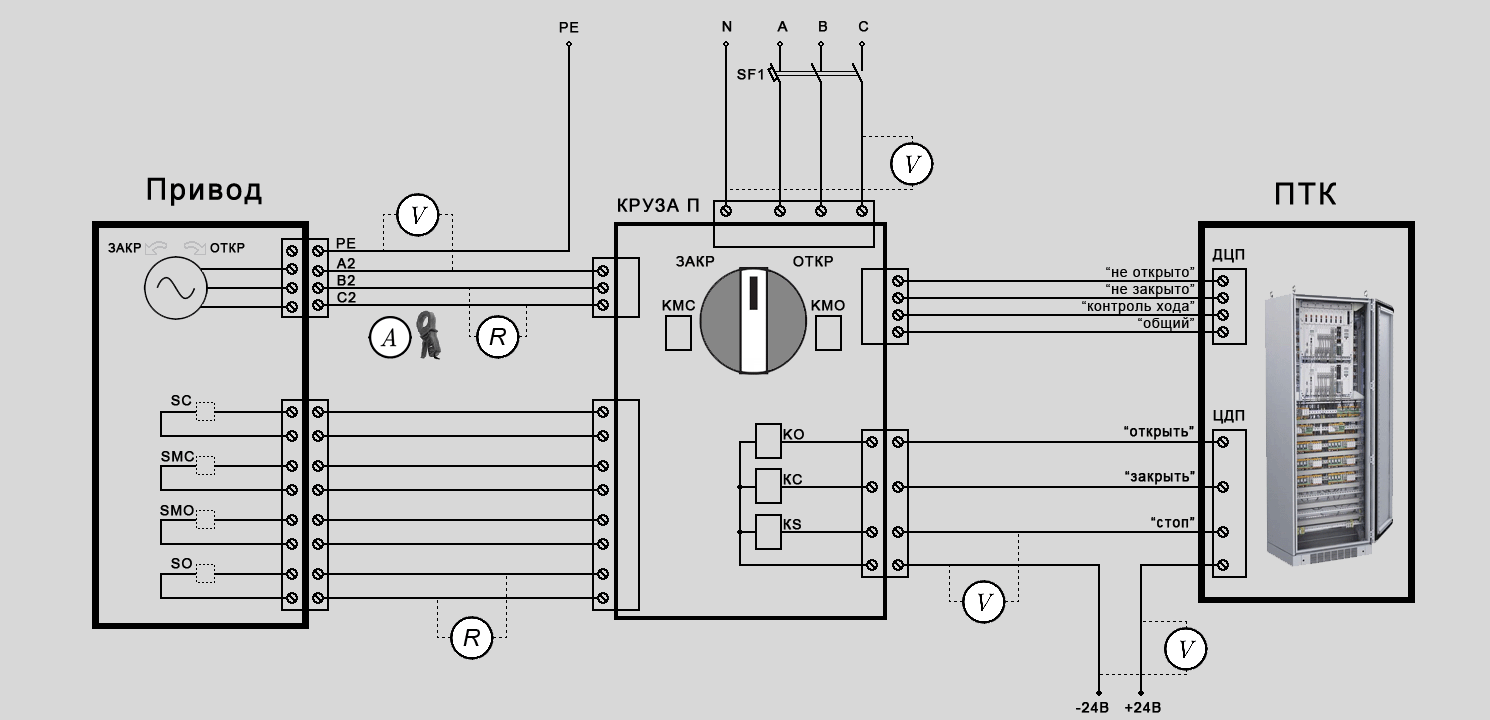 PE
N A B C
SF1
V
Привод
ПТК
КРУЗА П
V
ЗАКР ОТКР
PE
A2
B2
C2
A
R
ЗАКР ОТКР
КМС КМО
“не открыто”
“не закрыто”
“контроль хода”
“общий”
ДЦП
SC
SMC
SMO
SO
R
KO
KC
KS
“открыть”
“закрыть”
“стоп”
ЦДП
V
V
-24В +24В